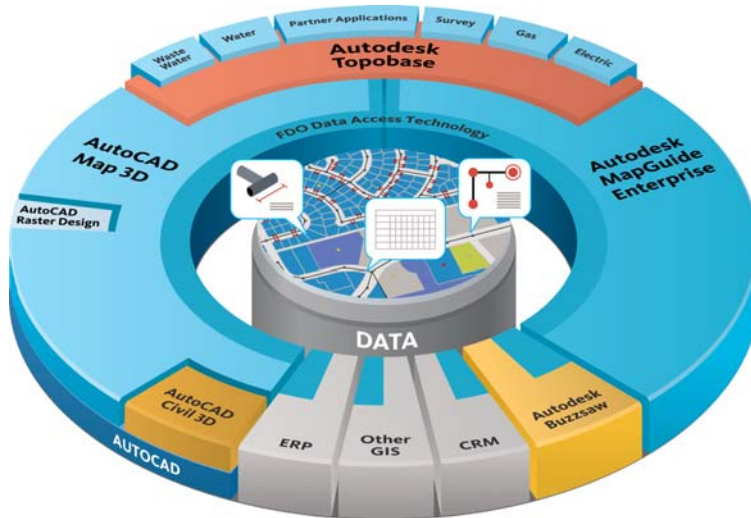 Waste
Water
Water
Partner Applications
Survey
Gas
Electric
Autodesk
Topobase
FDO Data Access Technology
AutoCAD
Map 3D
Autodesk
MapGuide
Enterprise
AutoCAD
Raster Design
DATA
AutoCAD
Civil 3D
AUTOCAD
ERP
Other
GIS
CRM
Autodesk
Buzzsaw